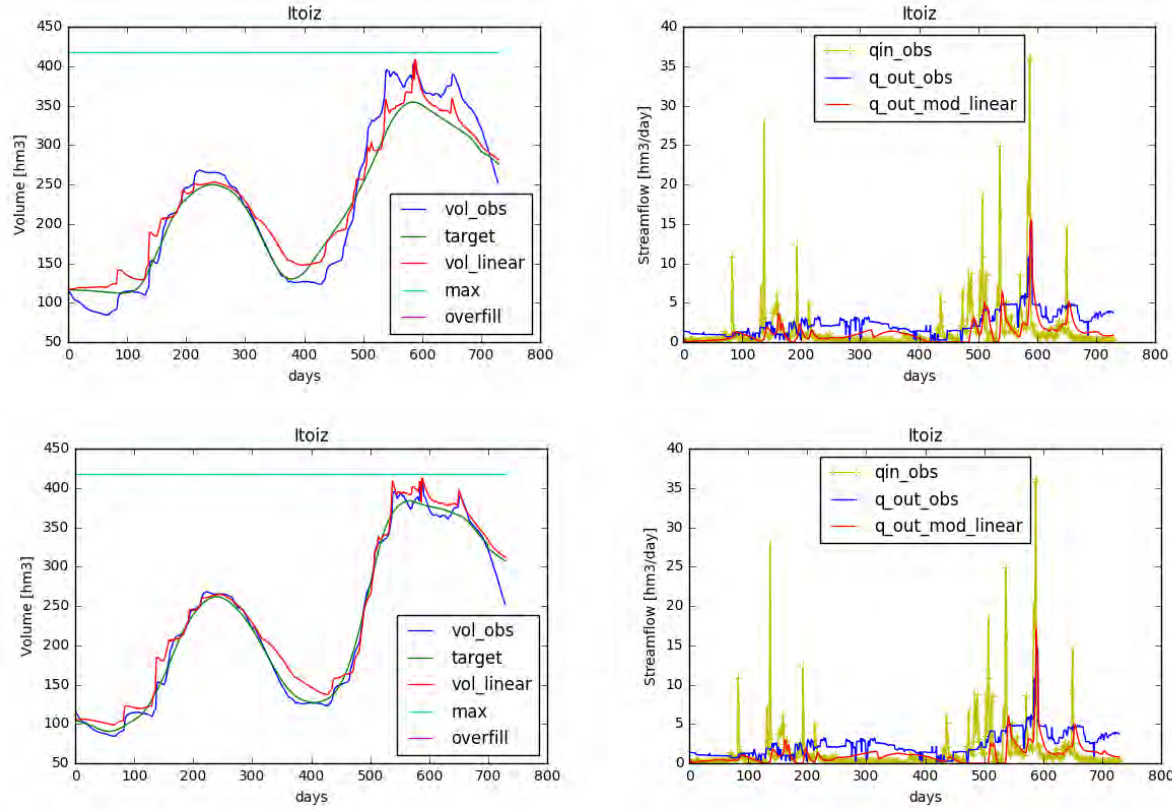 Itoiz
450
400
350
300
250
200
150
100
50
Volume [hm3]
0 100 200 300 400 500 600 700 800
days
vol_obs
target
vol_linear
max
overfill
Itoiz
40
35
30
25
20
15
10
5
0
Streamflow [hm3/day]
0 100 200 300 400 500 600 700 800
days
qin_obs
q_out_obs
q_out_mod_linear
Itoiz
450
400
350
300
250
200
150
100
50
Volume [hm3]
0 100 200 300 400 500 600 700 800
days
vol_obs
target
vol_linear
max
overfill
Itoiz
40
35
30
25
20
15
10
5
0
Streamflow [hm3/day]
0 100 200 300 400 500 600 700 800
days
qin_obs
q_out_obs
q_out_mod_linear